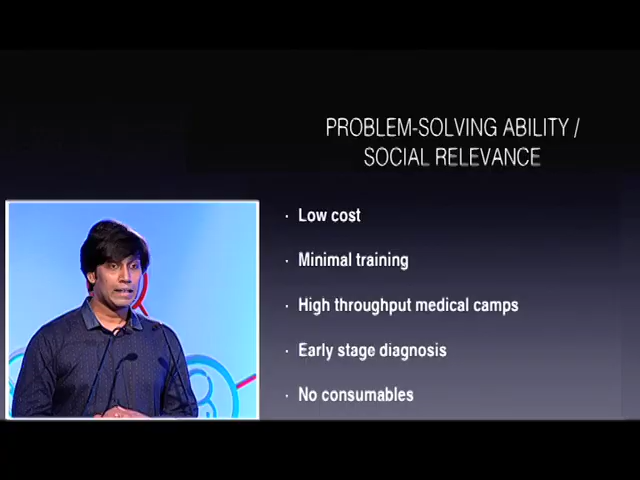 PROBLEM-SOLVING ABILITY /
SOCIAL RELEVANCE
· Low cost
· Minimal training
· High throughput medical camps
· Early stage diagnosis
· No consumables